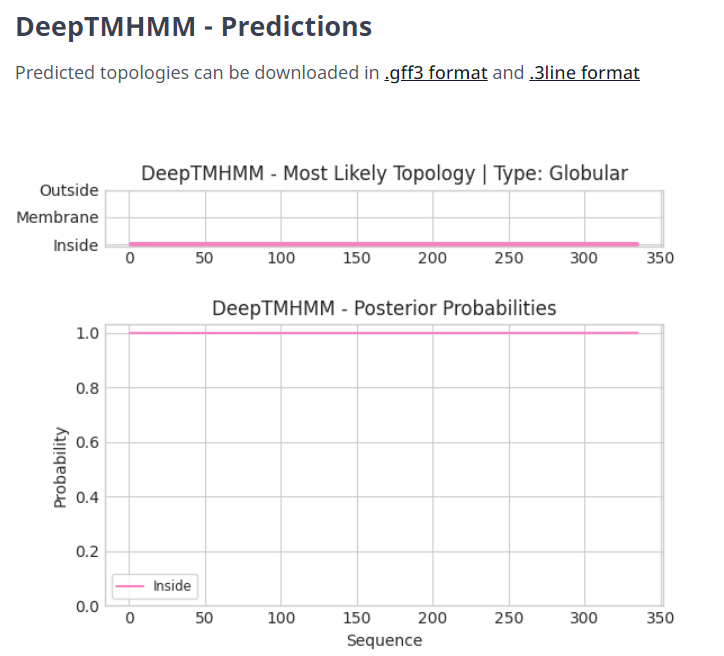 DeepTMHMM - Predictions
Predicted topologies can be downloaded in .gff3 format and .3line format
DeepTMHMM - Most Likely Topology | Type: Globular
Outside
Membrane
Inside
0 50 100 150 200 250 300 350
DeepTMHMM - Posterior Probabilities
1.0
0.8
0.6
0.4
0.2
0.0
Probability
Inside
0 50 100 150 200 250 300 350
Sequence